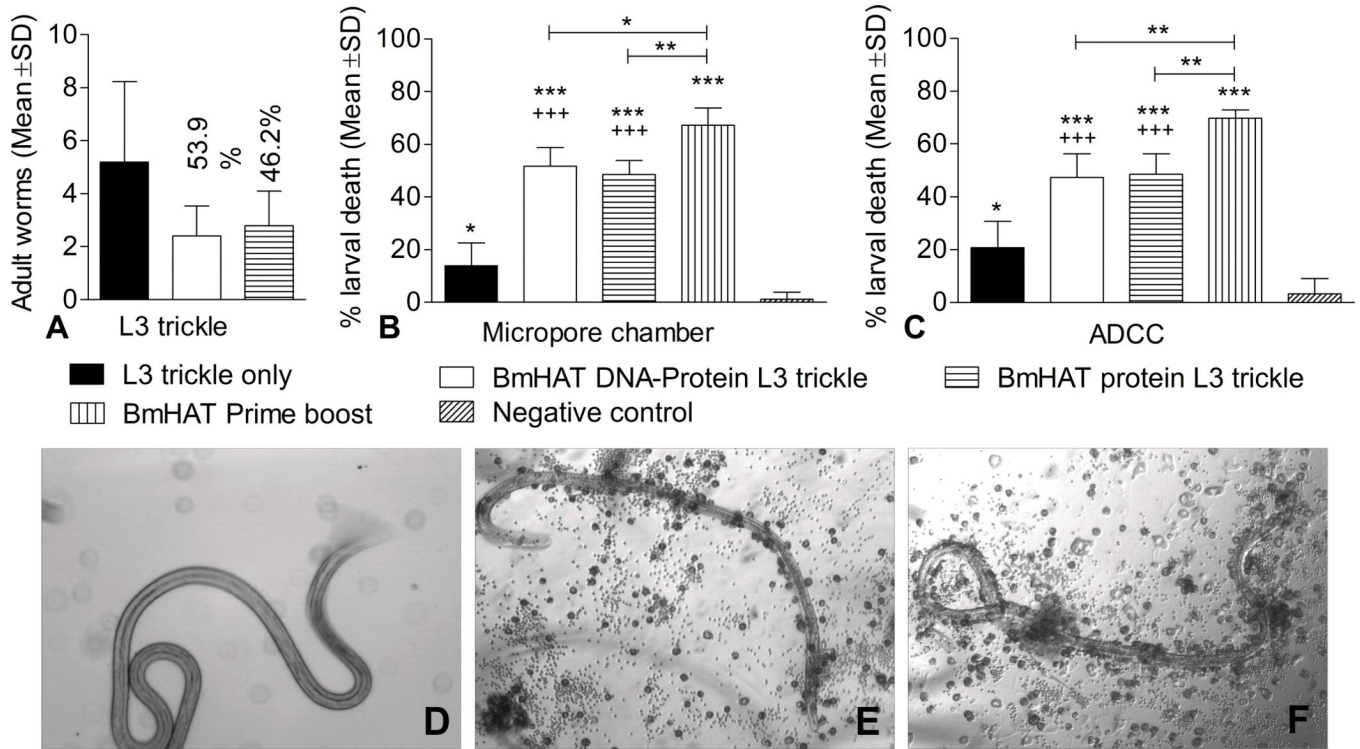 Adult worms (Mean ±SD)
10
8
6
4
2
0
53.9
%
46.2%
A
L3 trickle
% larval death (Mean ±SD)
100
80
60
40
20
0
*
***
+++
***
+++
***
*
**
B
Micropore chamber
% larval death (Mean ±SD)
100
80
60
40
20
0
*
***
+++
***
+++
***
**
**
C
ADCC
L3 trickle only
BmHAT DNA-Protein L3 trickle
BmHAT protein L3 trickle
BmHAT Prime boost
Negative control
D
E
F